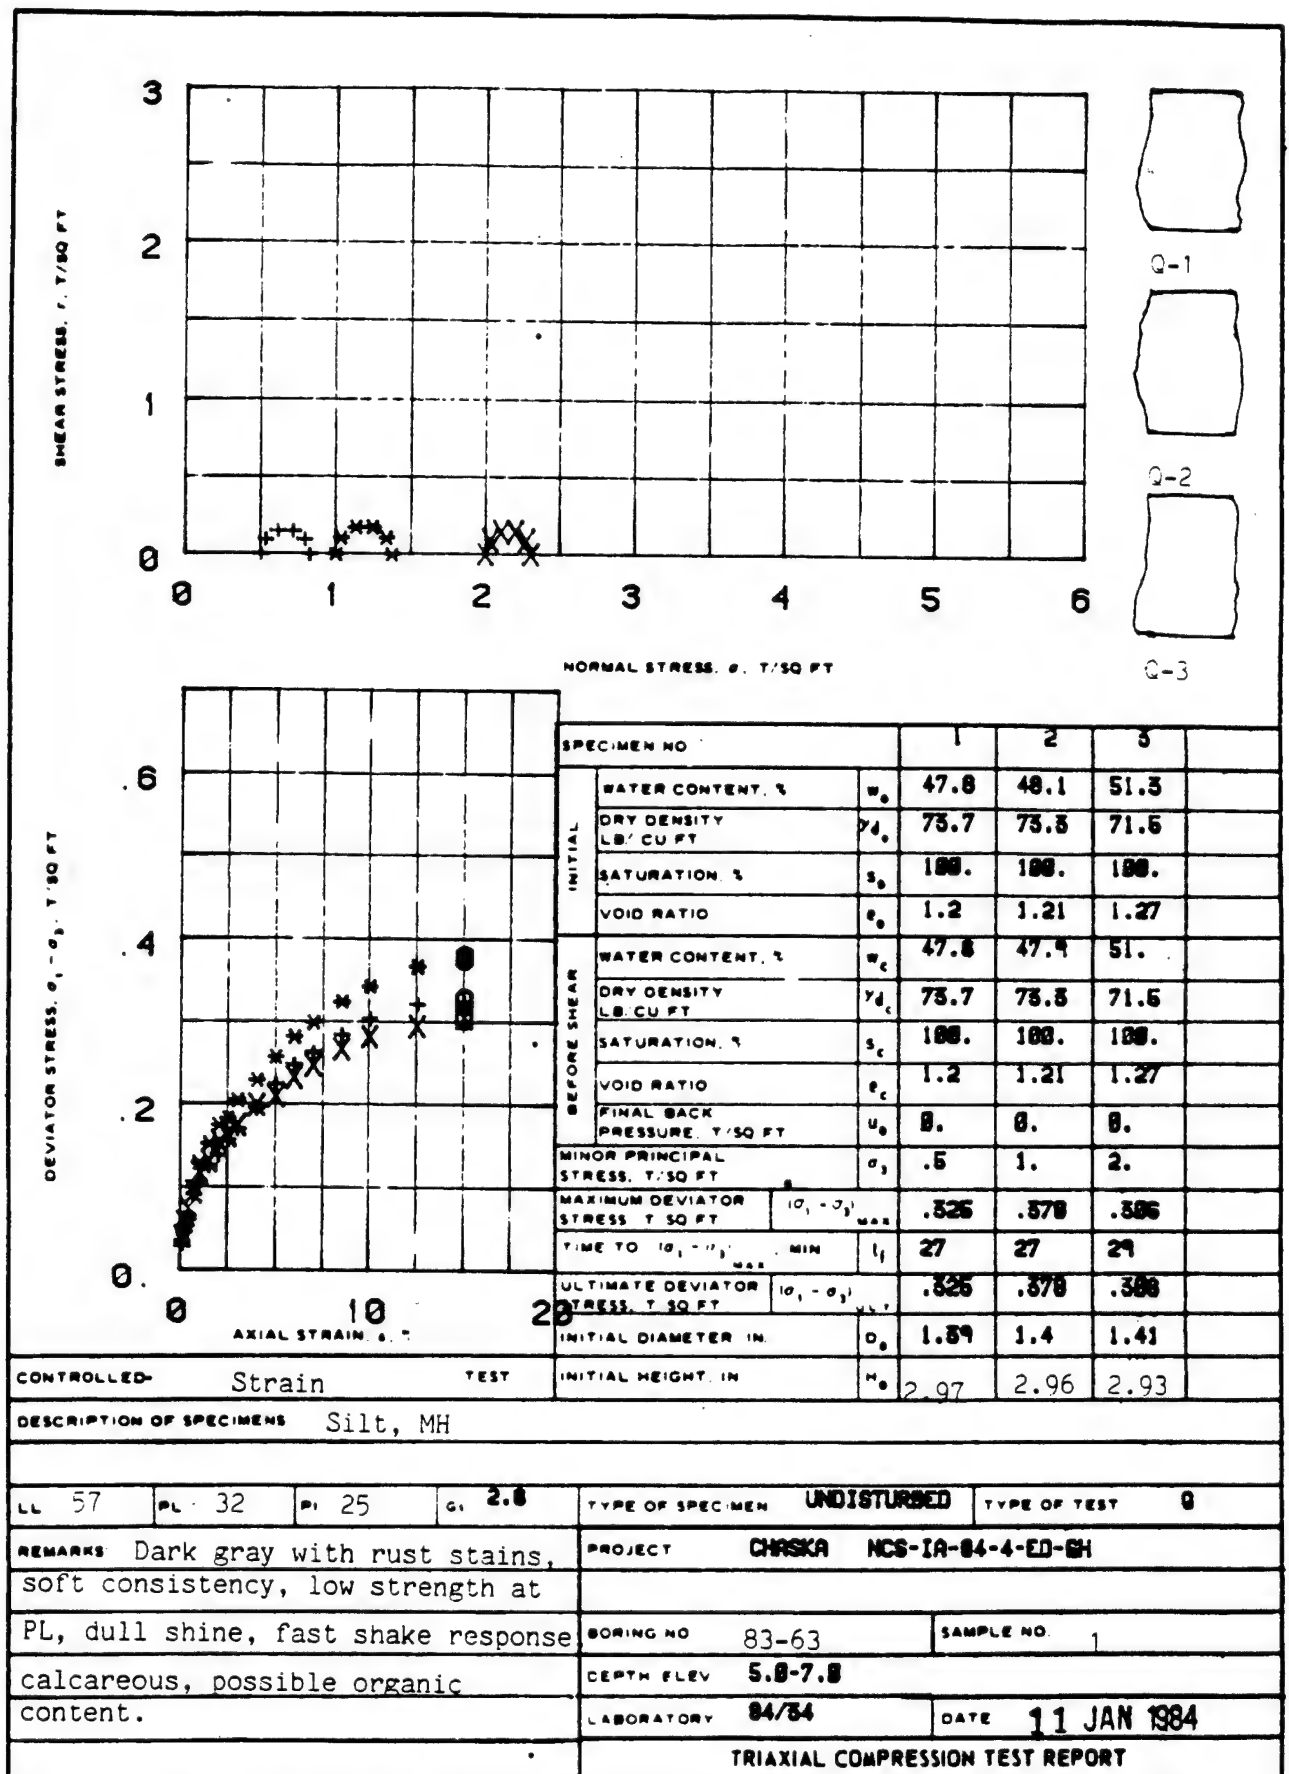 3
2
1
0
SHEAR STRESS, τ, T/SQ FT
0 1 2 3 4 5 6
NORMAL STRESS, σ, T/SQ FT
Q-1
Q-2
Q-3
.6
.4
.2
0.
DEVIATOR STRESS, σ₁ - σ₃, T/SQ FT
0 10 20
AXIAL STRAIN, ε, %
SPECIMEN NO 1 2 3
INITIAL
WATER CONTENT, % w₀ 47.8 48.1 51.3
DRY DENSITY LB/CU FT γd₀ 73.7 73.3
SATURATION, % S₀ 100. 100. 100.
VOID RATIO e₀ 1.2 1.21 1.27
BEFORE SHEAR
WATER CONTENT, % wc 47.8 47.9 51.
DRY DENSITY LB/CU FT γdc 73.7 73.3
SATURATION, % Sc 100. 100. 100.
VOID RATIO ec 1.2 1.21 1.27
FINAL BACK PRESSURE, T/SQ FT u₀ 0. 0. 0.
MINOR PRINCIPAL STRESS, T/SQ FT σ₃ .5 1. 2.
MAXIMUM DEVIATOR STRESS T SQ FT (σ₁ - σ₃) MAX
TIME TO (σ₁ - σ₃) MAX, MIN tf 27 27 29
ULTIMATE DEVIATOR STRESS, T SQ FT (σ₁ - σ₃) ULT
INITIAL DIAMETER IN. D₀ 1.39 1.4 1.41
INITIAL HEIGHT, IN H₀ 2.97 2.96 2.93
CONTROLLED- Strain TEST
DESCRIPTION OF SPECIMENS Silt, MH
LL 57 PL 32 PI 25 Gs 2.6
TYPE OF SPECIMEN UNDISTURBED TYPE OF TEST Q
REMARKS Dark gray with rust stains,
soft consistency, low strength at
PL, dull shine, fast shake response
calcareous, possible organic
content.
PROJECT CHASKA NCS-IA-84-4-ED-GH
BORING NO 83-63 SAMPLE NO. 1
DEPTH ELEV 5.0-7.0
LABORATORY 84/34 DATE 11 JAN 1984
TRIAXIAL COMPRESSION TEST REPORT